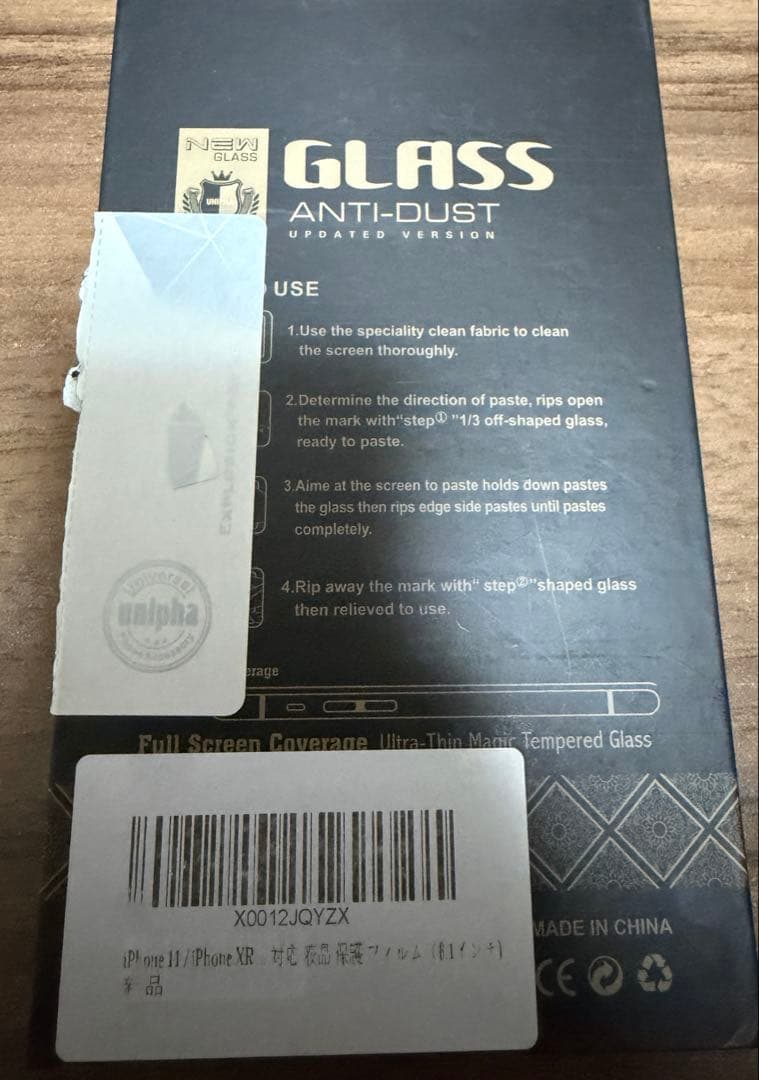 NEW
GLASS
GLASS
ANTI-DUST
UPDATED VERSION
USE
1.Use the speciality clean fabric to clean
the screen thoroughly.
2.Determine the direction of paste, rips open
the mark with“step①”1/3 off-shaped glass,
ready to paste.
3.Aime at the screen to paste holds down pastes
the glass then rips edge side pastes until pastes
completely.
4.Rip away the mark with“ step②”shaped glass
then relieved to use.
Universal
unipha
erage
Full Screen Coverage Ultra-Thin Magic Tempered Glass
X0012JQYZX
iPhone 11/iPhone XR 対応 液晶 保護フィルム (6.1インチ)
品
MADE IN CHINA
CE